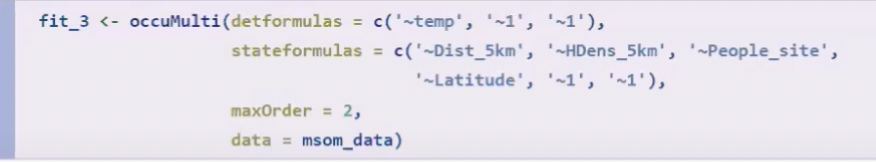 fit_3 <- occuMulti(detformulas = c('~temp', '~1', '~1'),
stateformulas = c('~Dist_5km', '~HDens_5km', '~People_site',
'~Latitude', '~1', '~1'),
maxOrder = 2,
data = msom_data)